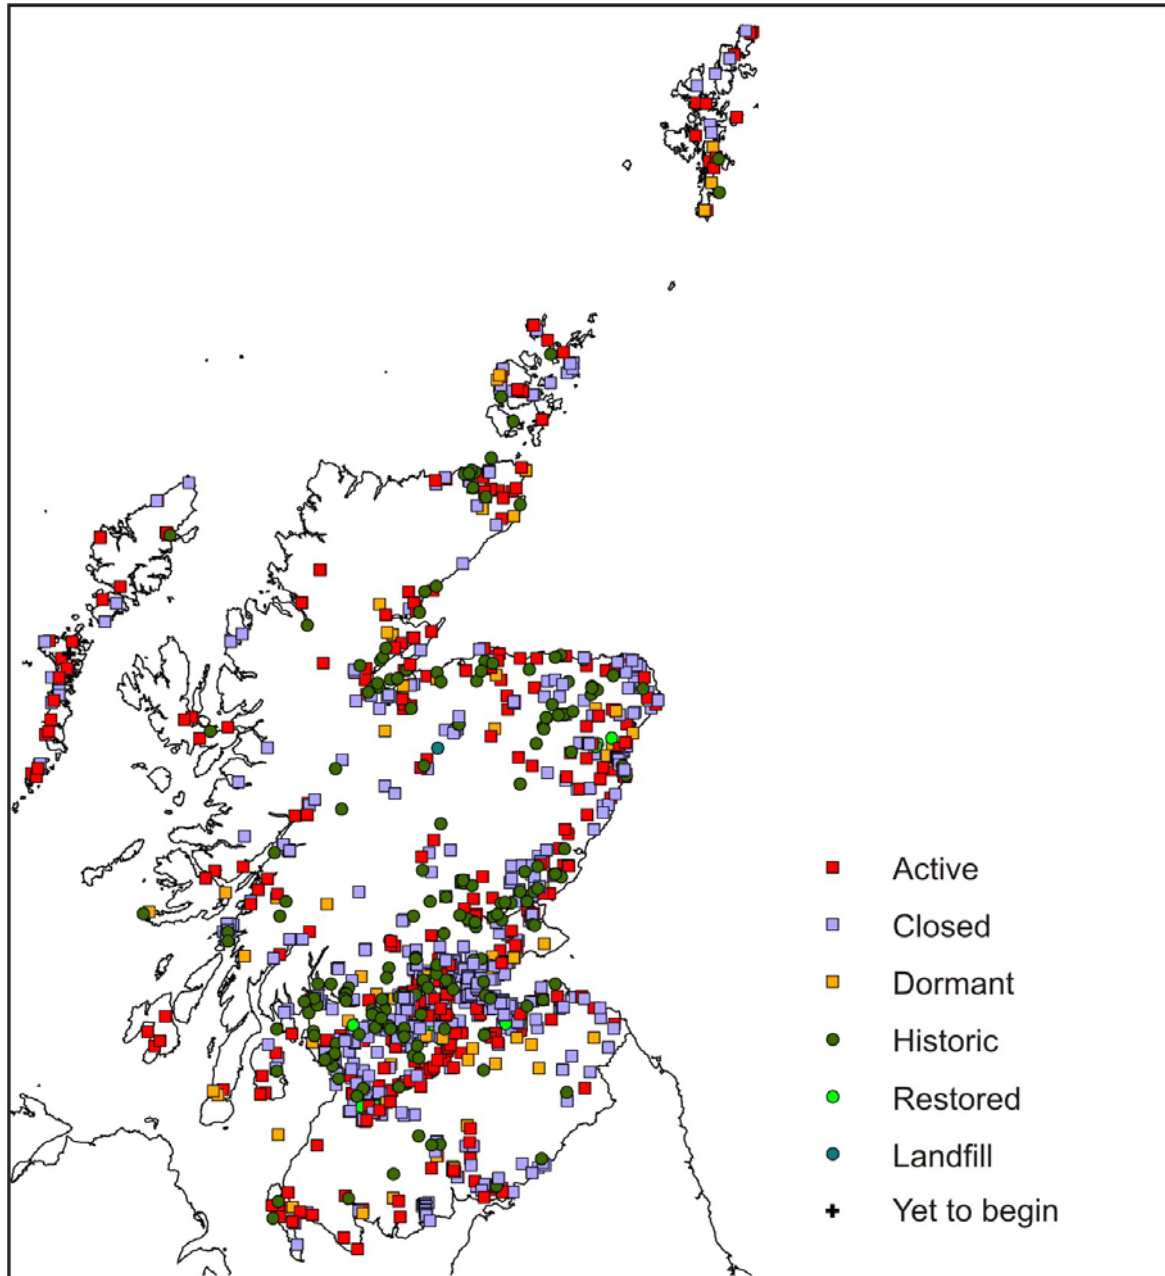 Active
Closed
Dormant
Historic
Restored
Landfill
Yet to begin